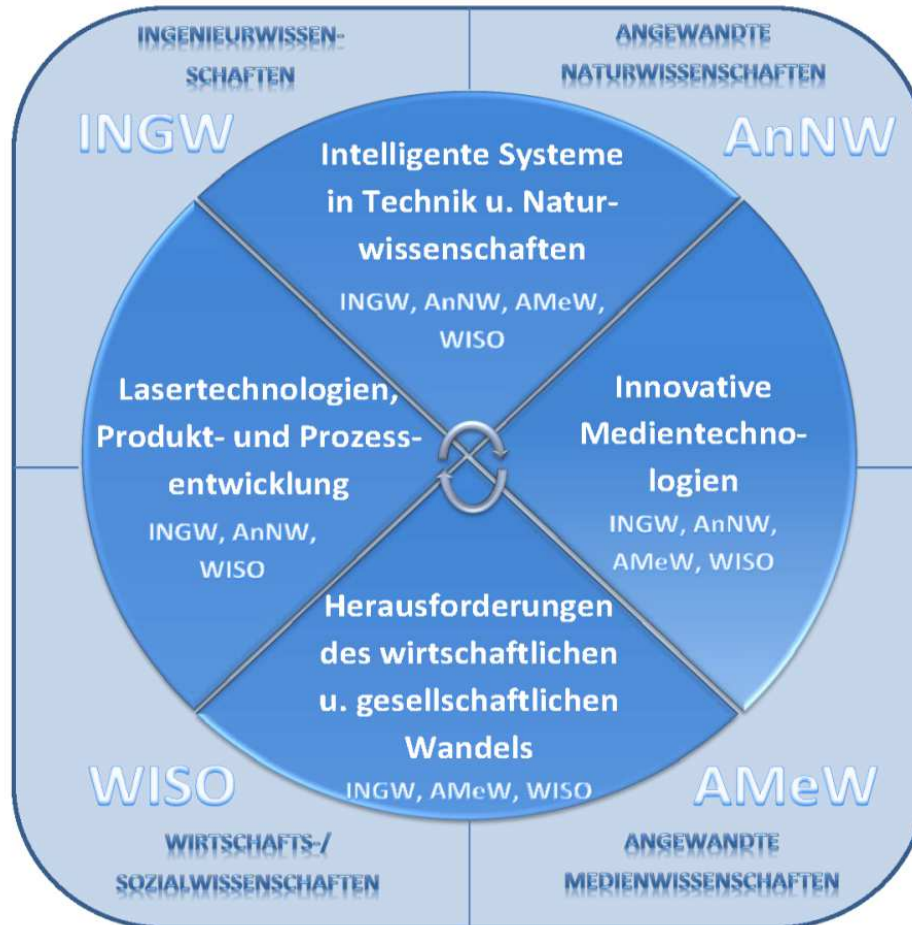 INGENIEURWISSEN-
SCHAFTEN
INGW
ANGEWANDTE
NATURWISSENSCHAFTEN
AnNW
Intelligente Systeme
in Technik u. Natur-
wissenschaften
INGW, AnNW, AMeW,
WISO
Lasertechnologien,
Produkt- und Prozess-
entwicklung
INGW, AnNW,
WISO
Innovative
Medientechno-
logien
INGW, AnNW,
AMeW, WISO
Herausforderungen
des wirtschaftlichen
u. gesellschaftlichen
Wandels
INGW, AMeW, WISO
WISO
WIRTSCHAFTS-/
SOZIALWISSENSCHAFTEN
AMeW
ANGEWANDTE
MEDIENWISSENSCHAFTEN